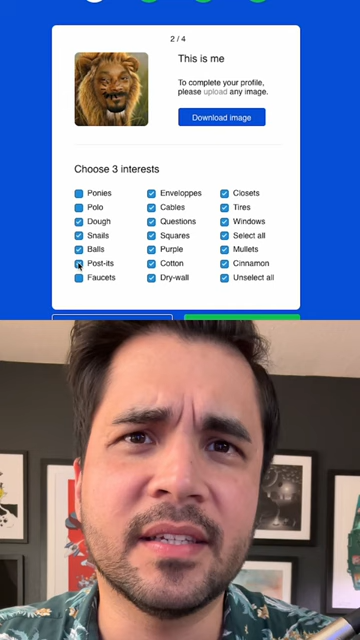 2 / 4
This is me
To complete your profile,
please upload any image.
Download image
Choose 3 interests
Ponies
Enveloppes
Closets
Polo
Cables
Tires
Dough
Questions
Windows
Snails
Squares
Select all
Balls
Purple
Mullets
Post-its
Cotton
Cinnamon
Faucets
Dry-wall
Unselect all